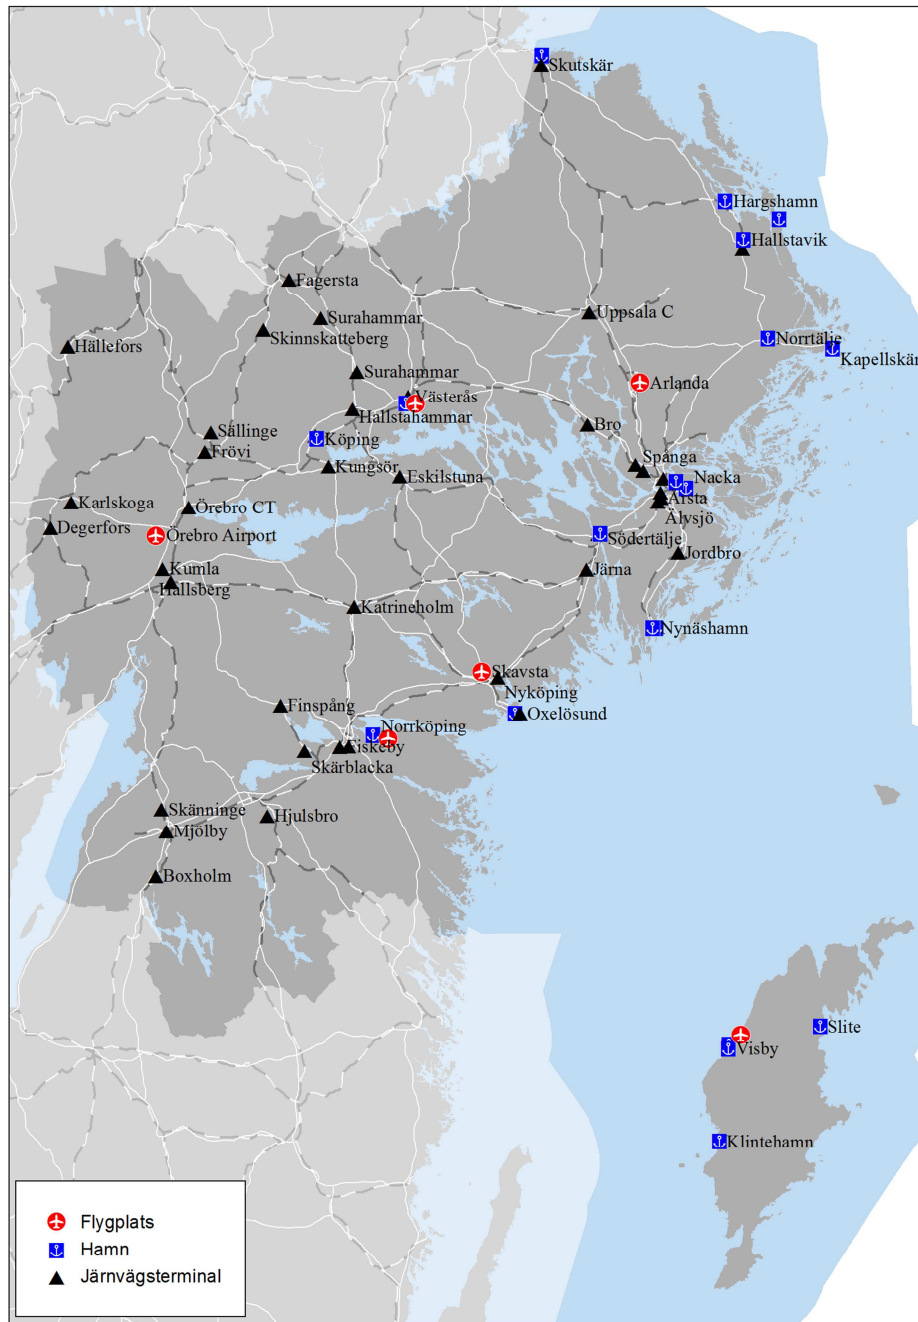 Skutskär
Hargshamn
Hallstavik
Fagersta
Uppsala C
Surahammar
Skinnskatteberg
Norrtälje
Hällefors
Kapellskär
Surahammar
Arlanda
Västerås
Hallstahammar
Bro
Sällinge
Köping
Frövi
Spånga
Kungsör
Eskilstuna
Nacka
Årsta
Karlskoga
Örebro CT
Älvsjö
Degerfors
Örebro Airport
Södertälje
Jordbro
Kumla
Järna
Hallsberg
Katrineholm
Nynäshamn
Skavsta
Nyköping
Finspång
Oxelösund
Norrköping
Fiskeby
Skärblacka
Skänninge
Hjulsbro
Mjölby
Boxholm
Slite
Visby
Klintehamn
Flygplats
Hamn
Järnvägsterminal